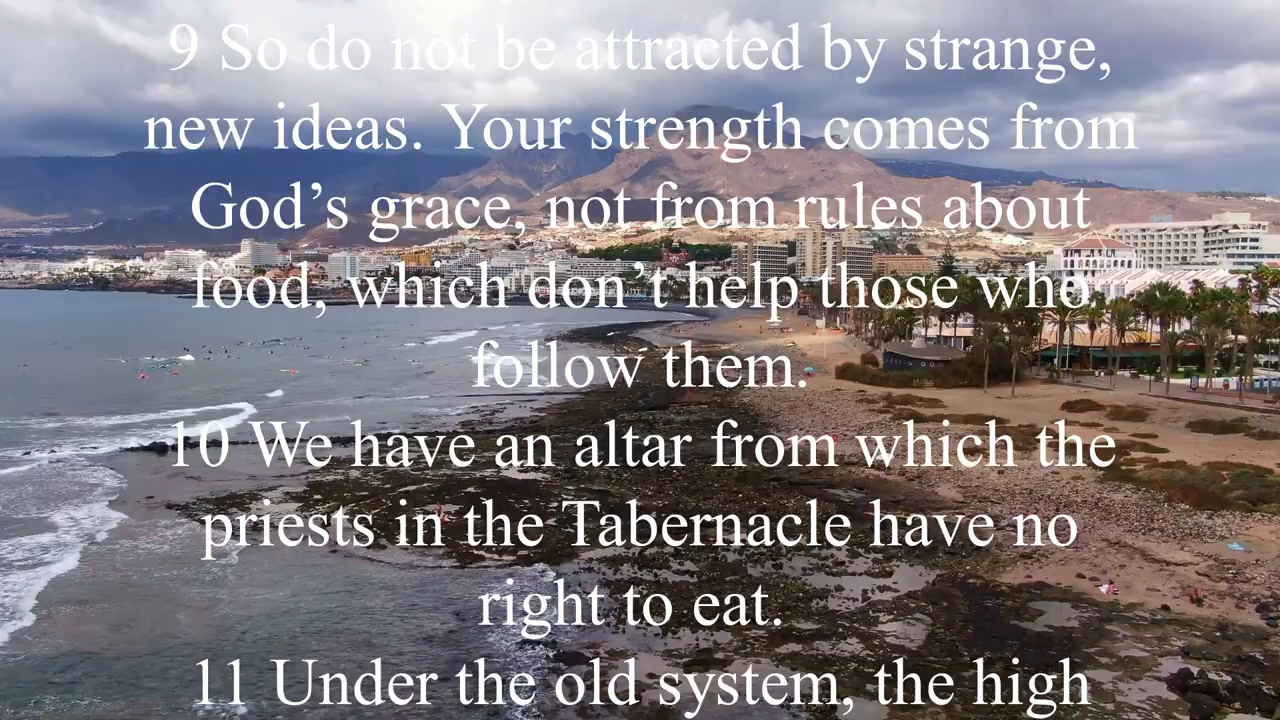 9 So do not be attracted by strange,
new ideas. Your strength comes from
God’s grace, not from rules about
food, which don’t help those who
follow them.
10 We have an altar from which the
priests in the Tabernacle have no
right to eat.
11 Under the old system, the high